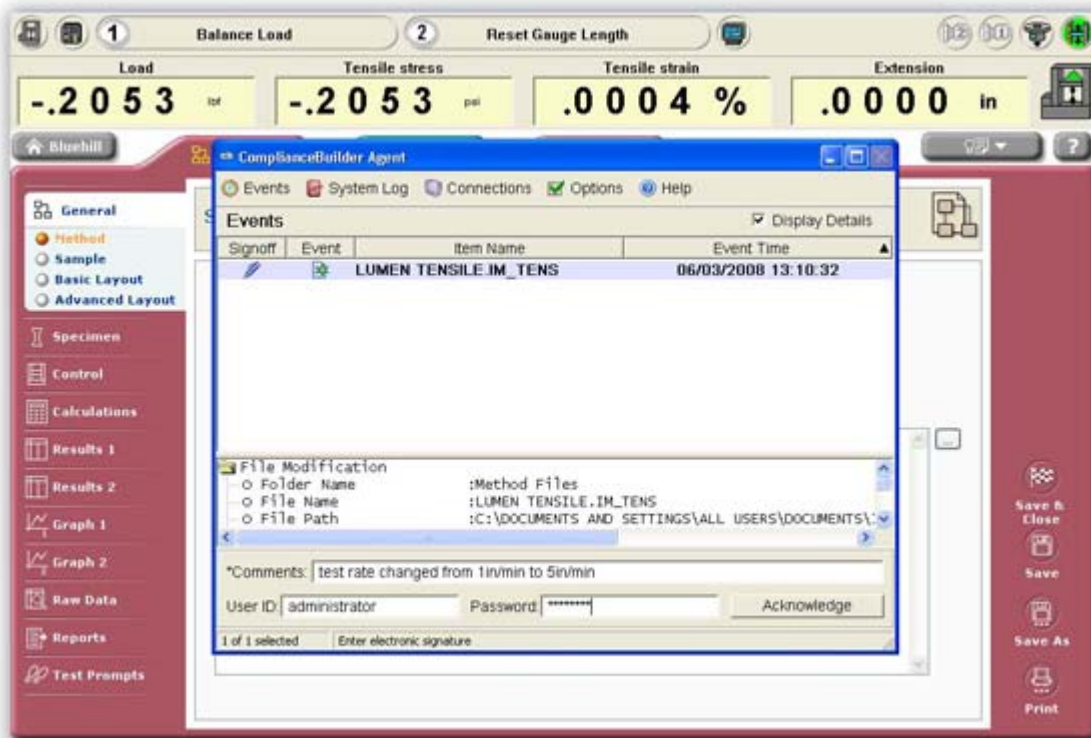 1 Balance Load 2 Reset Gauge Length
Load Tensile stress Tensile strain Extension
-.2053 lbf -.2053 psi .0004 % .0000 in
Bluehill ?
ComplianceBuilder Agent
Events System Log Connections Options Help
Events Display Details
Signoff Event Item Name Event Time
LUMEN TENSILE.IM_TENS 06/03/2008 13:10:32
General
Method
Sample
Basic Layout
Advanced Layout
Specimen
Control
Calculations
Results 1
Results 2
Graph 1
Graph 2
Raw Data
Reports
Test Prompts
File Modification
Folder Name :Method Files
File Name :LUMEN TENSILE.IM_TENS
File Path :C:\DOCUMENTS AND SETTINGS\ALL USERS\DOCUMENTS\
*Comments: test rate changed from 1in/min to 5in/min
User ID: administrator Password: ******** Acknowledge
1 of 1 selected Enter electronic signature
...
Save & Close
Save
Save As
Print